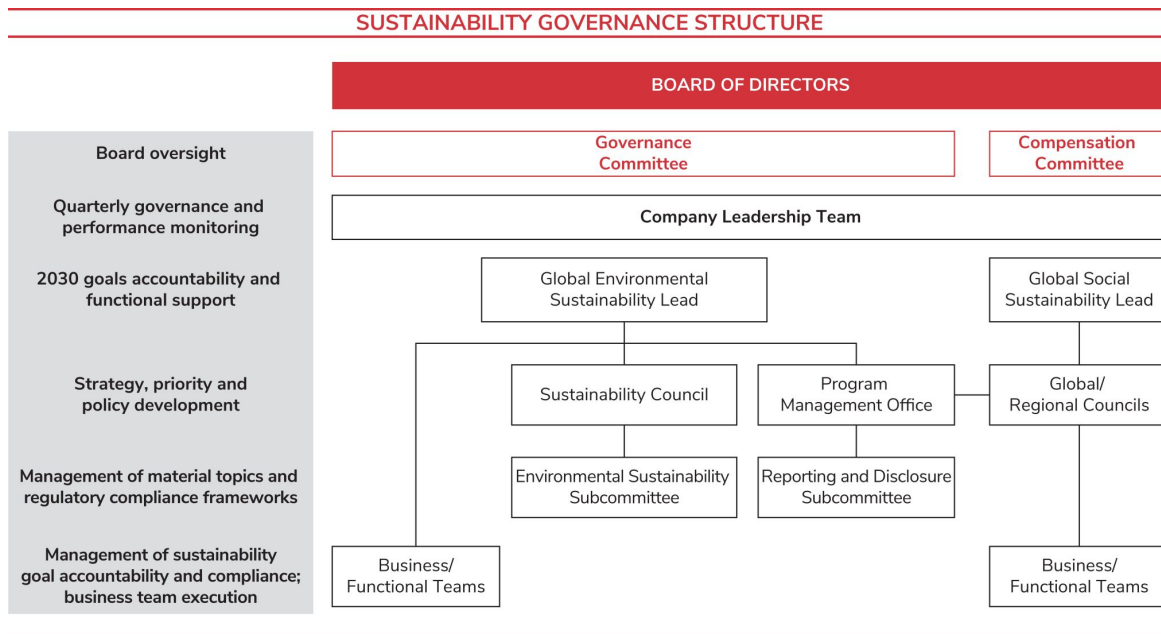 SUSTAINABILITY GOVERNANCE STRUCTURE
BOARD OF DIRECTORS
Board oversight
Governance
Committee
Compensation
Committee
Quarterly governance and
performance monitoring
Company Leadership Team
2030 goals accountability and
functional support
Global Environmental
Sustainability Lead
Global Social
Sustainability Lead
Strategy, priority and
policy development
Sustainability Council
Program
Management Office
Global/
Regional Councils
Management of material topics and
regulatory compliance frameworks
Environmental Sustainability
Subcommittee
Reporting and Disclosure
Subcommittee
Management of sustainability
goal accountability and compliance;
business team execution
Business/
Functional Teams
Business/
Functional Teams